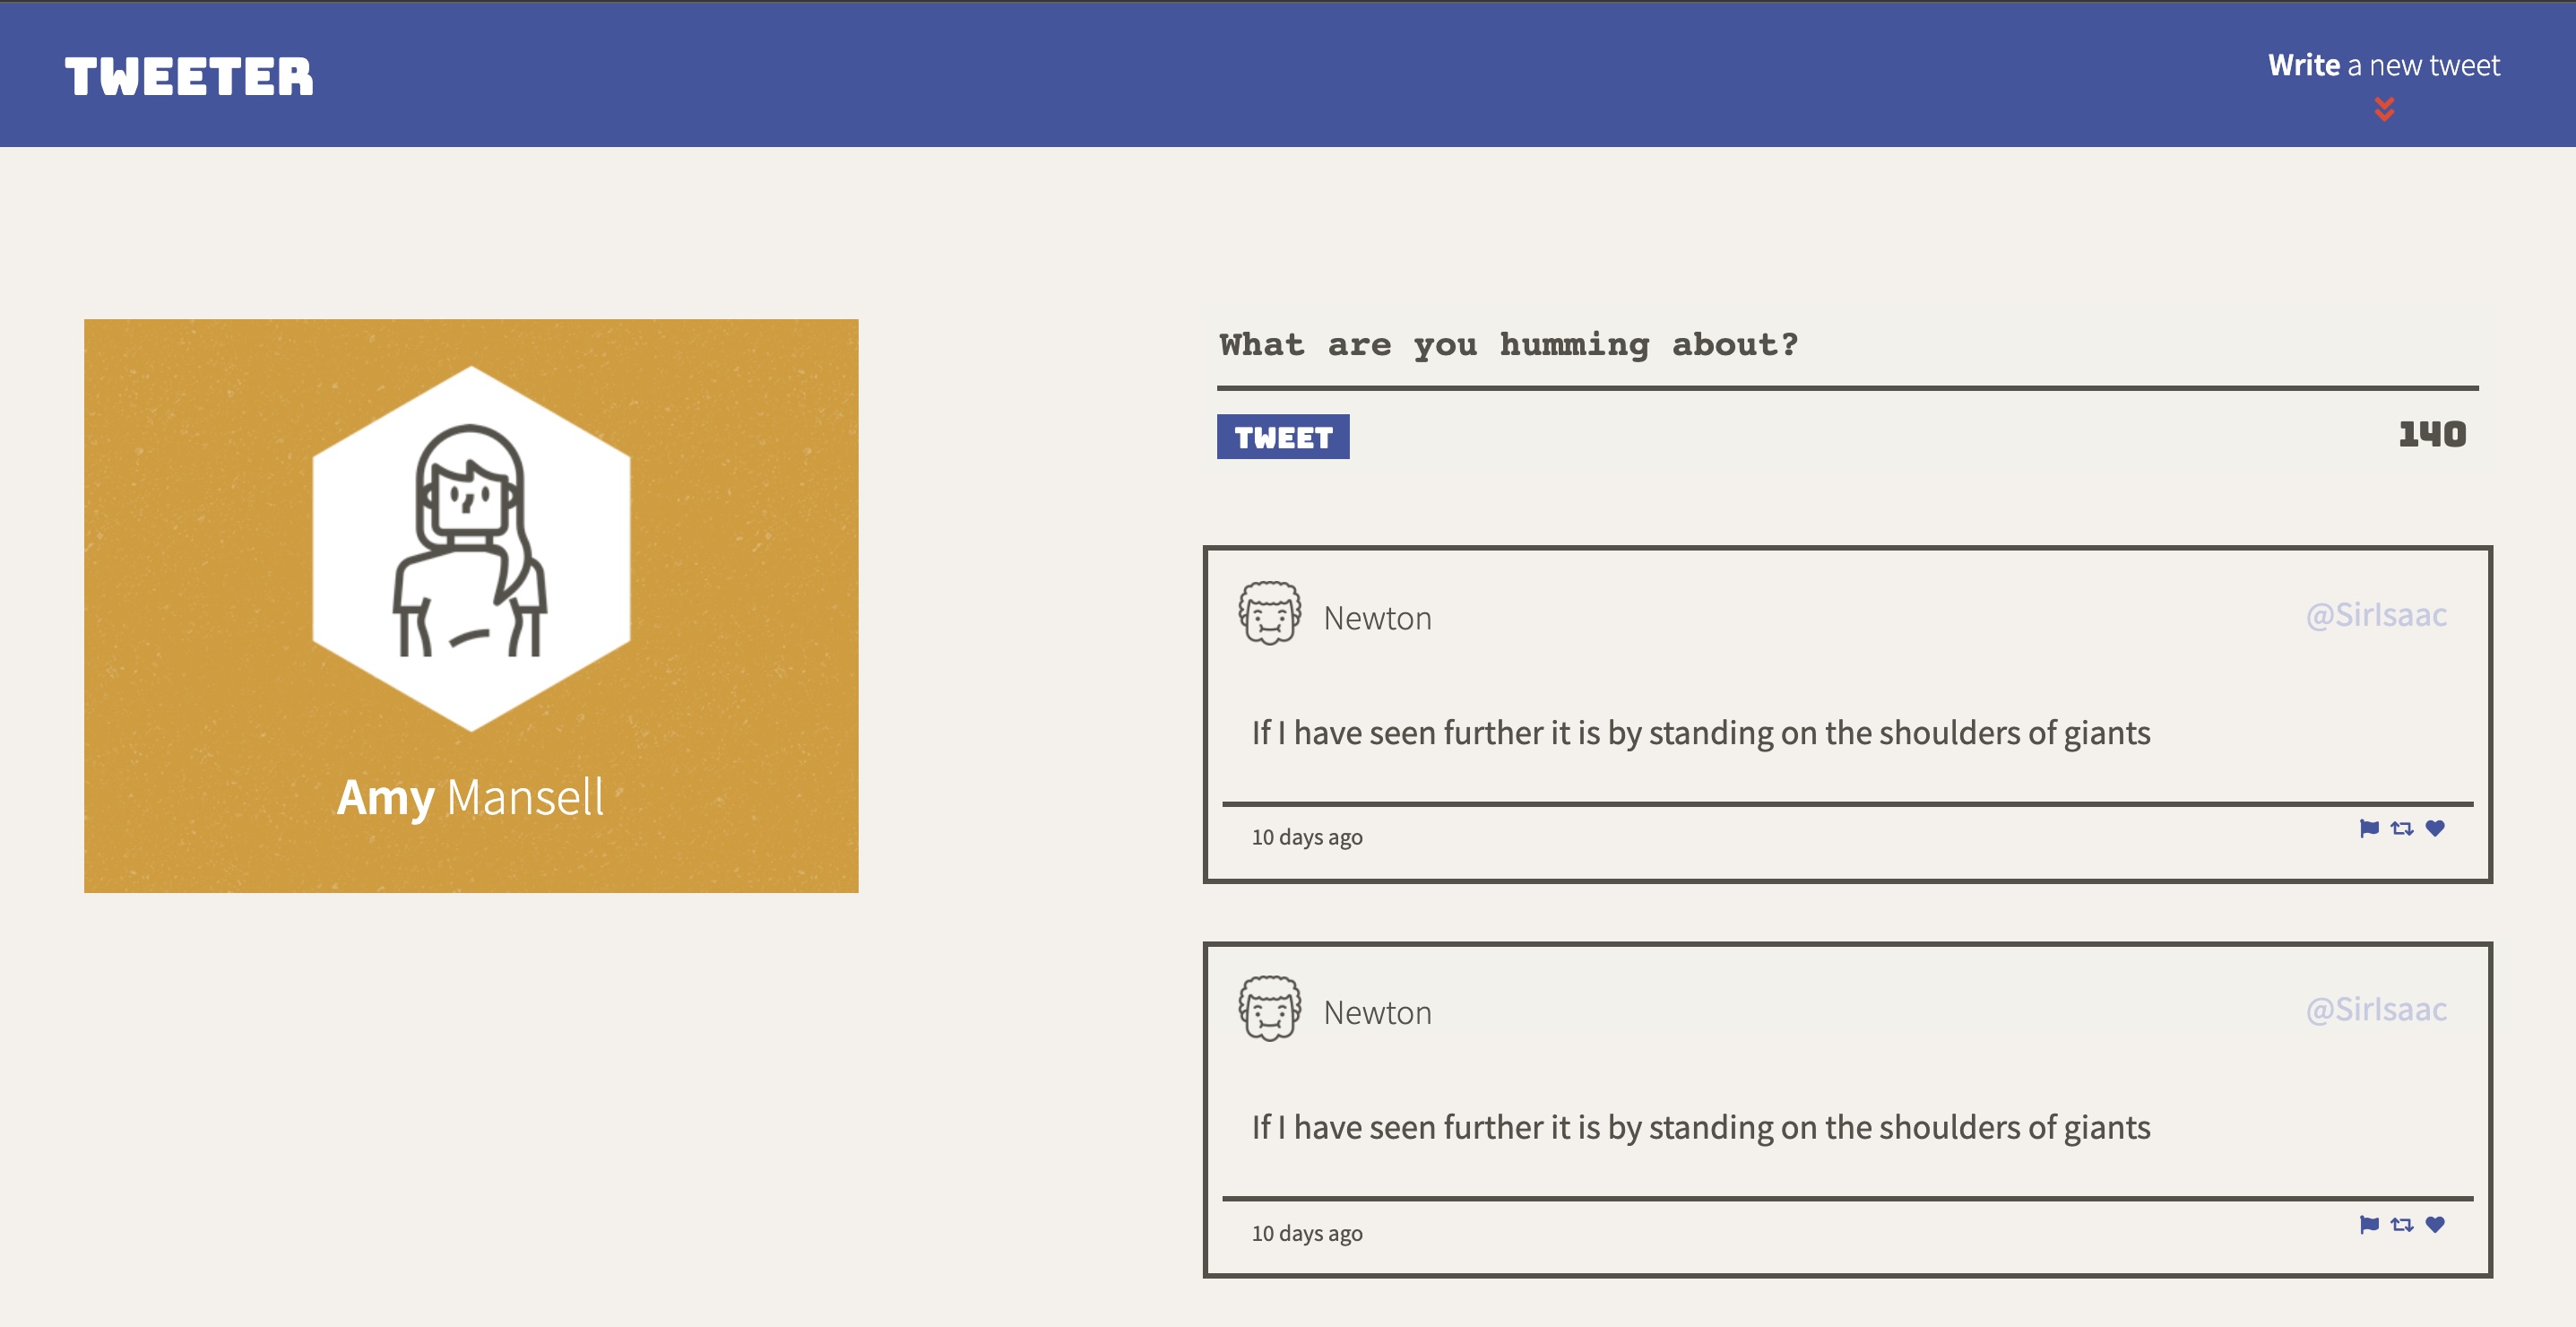 TWEETER
Write a new tweet
Amy Mansell
What are you humming about?
TWEET
140
Newton
@SirIsaac
If I have seen further it is by standing on the shoulders of giants
10 days ago
Newton
@SirIsaac
If I have seen further it is by standing on the shoulders of giants
10 days ago